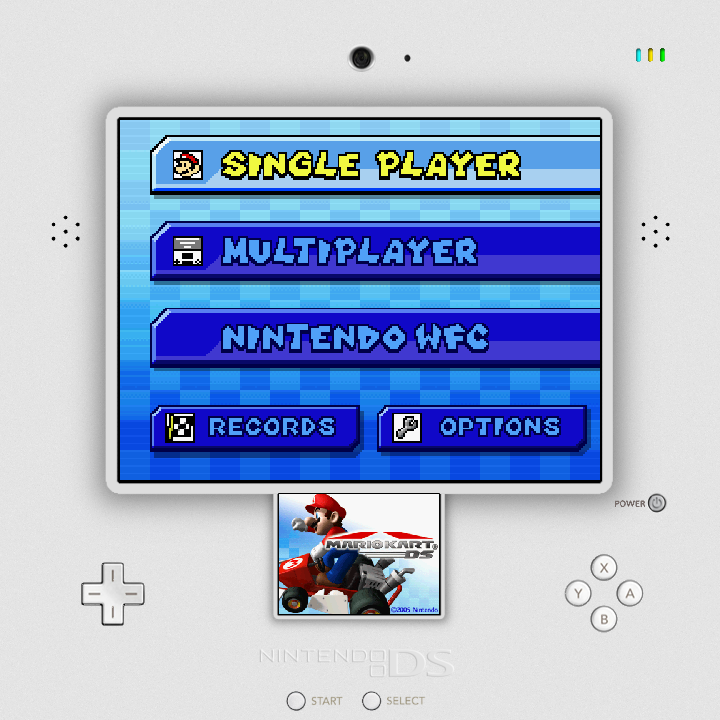 SINGLE PLAYER
MULTIPLAYER
NINTENDO WFC
RECORDS
OPTIONS
POWER
MARIOKART
DS
©2005 Nintendo
X
Y
A
B
NINTENDO DS
START
SELECT